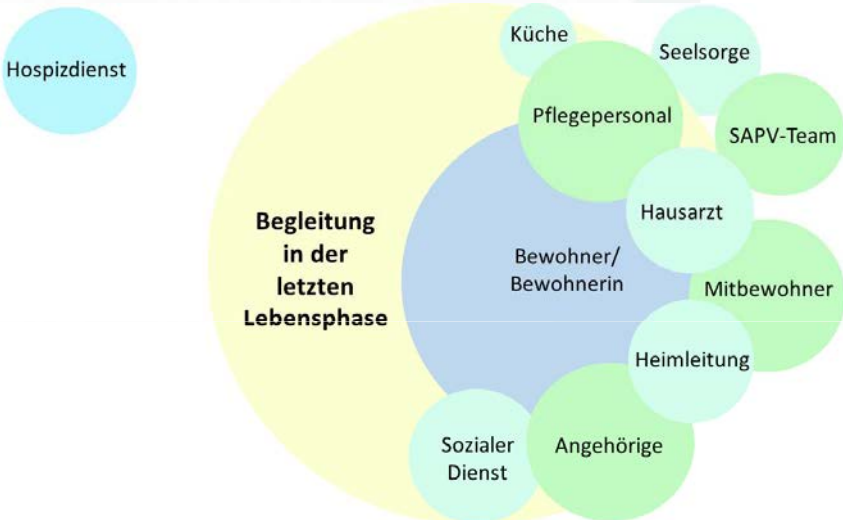 Küche
Hospizdienst
Seelsorge
Pflegepersonal
SAPV-Team
Hausarzt
Begleitung
in der
letzten
Lebensphase
Bewohner/
Bewohnerin
Mitbewohner
Heimleitung
Sozialer
Dienst
Angehörige